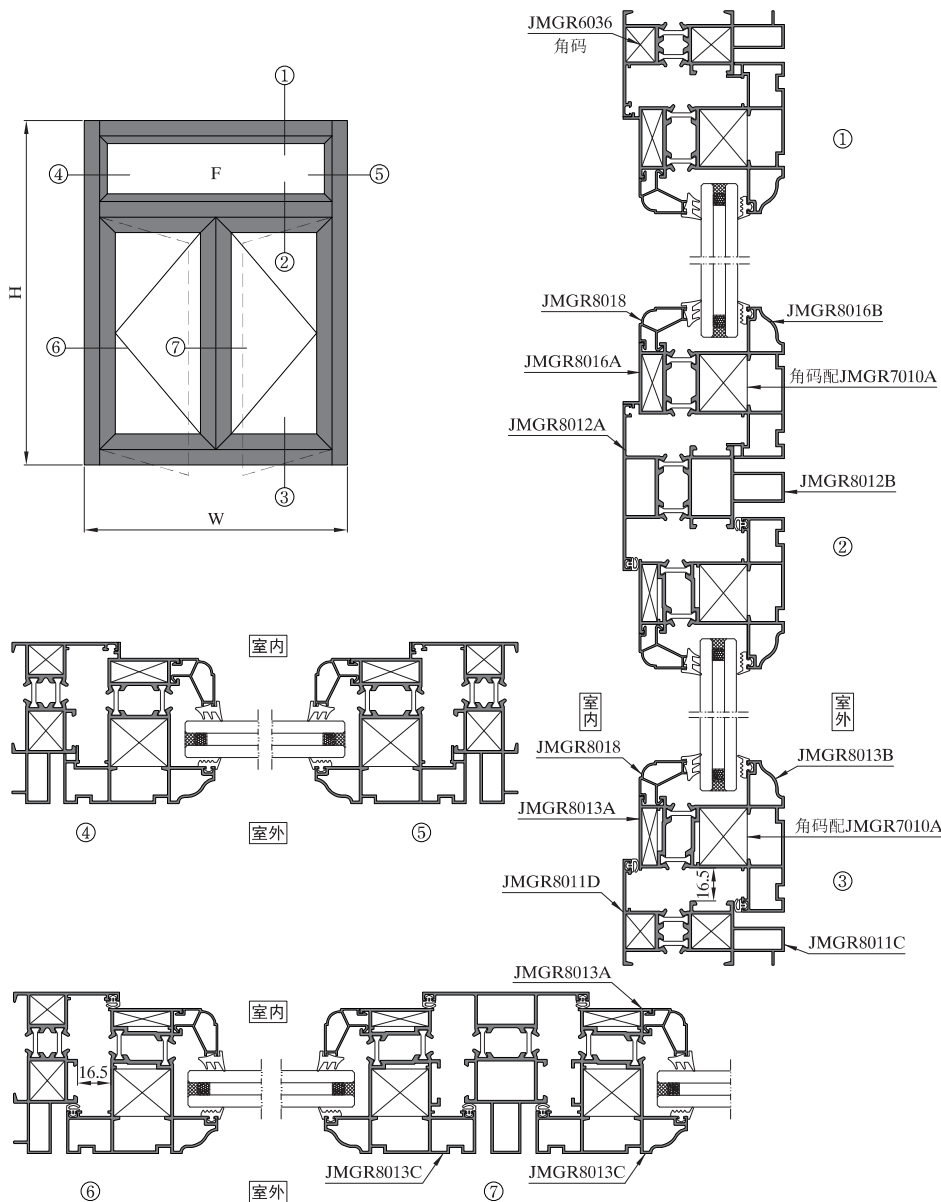 ①
④
F
⑤
②
H
⑥
⑦
③
W
JMGR6036
角码
①
JMGR8018
JMGR8016B
JMGR8016A
角码配JMGR7010A
JMGR8012A
JMGR8012B
②
室内
室外
JMGR8018
JMGR8013B
JMGR8013A
角码配JMGR7010A
16.5
③
JMGR8011D
JMGR8011C
室内
④
室外
⑤
JMGR8013A
室内
16.5
JMGR8013C
JMGR8013C
⑥
室外
⑦